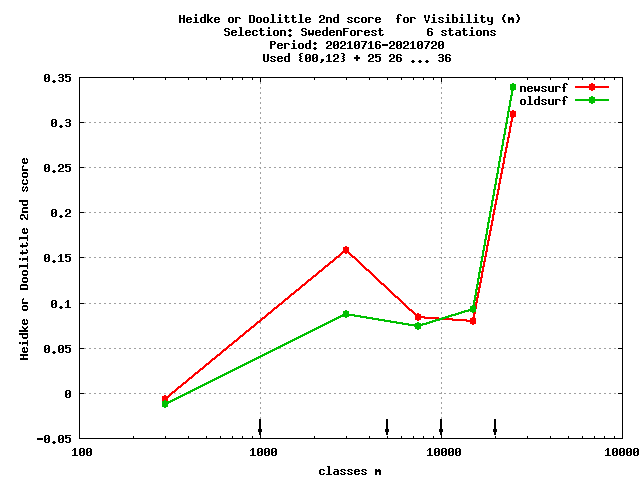 Heidke or Doolittle 2nd score  for Visibility (m)
Selection: SwedenForest      6 stations
Period: 20210716-20210720
Used {00,12} + 25 26 ... 36
newsurf
oldsurf
Heidke or Doolittle 2nd score
0.35
0.3
0.25
0.2
0.15
0.1
0.05
0
-0.05
100 1000 10000 10000
classes m